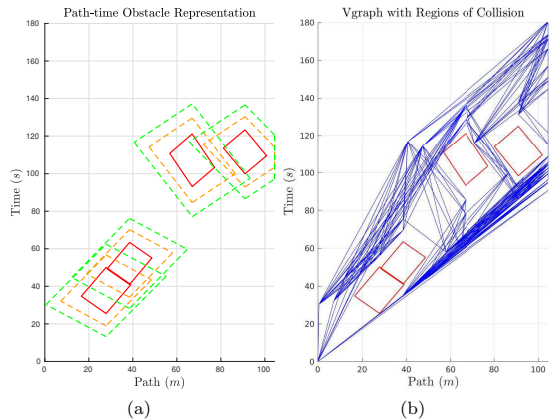 Path-time Obstacle Representation
180
160
140
120
100
80
60
40
20
0
Time (s)
0 20 40 60 80 100
Path (m)
(a)
Vgraph with Regions of Collision
180
160
140
120
100
80
60
40
20
0
Time (s)
0 20 40 60 80 100
Path (m)
(b)